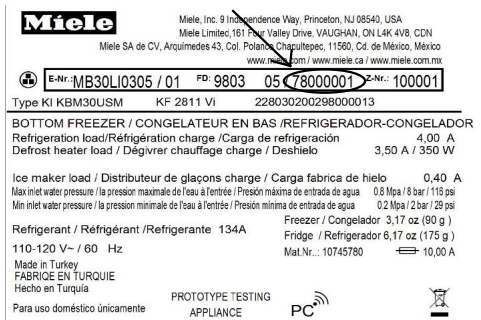 Miele
Miele, Inc. 9 Independence Way, Princeton, NJ 08540, USA
Miele Limited,161 Four Valley Drive, VAUGHAN, ON L4K 4V8, CDN
Miele SA de CV, Arquímedes 43, Col. Polanco Chapultepec, 11560, Cd. de México, México
www.miele.com / www.miele.ca / www.miele.com.mx
E-Nr.:MB30LI0305 / 01 FD: 9803 05 / 78000001 Z-Nr.: 100001
Type KI KBM30USM KF 2811 Vi 228030200298000013
BOTTOM FREEZER / CONGELATEUR EN BAS /REFRIGERADOR-CONGELADOR
Refrigeration load/Réfrigération charge /Carga de refrigeración 4,00 A
Defrost heater load / Dégivrer chauffage charge / Deshielo 3,50 A / 350 W
Ice maker load / Distributeur de glaçons charge / Carga fabrica de hielo 0,40 A
Max inlet water pressure / la pression maximale de l'eau à l'entrée / Presión máxima de entrada de agua 0,8 Mpa / 8 bar / 116 psi
Min inlet water pressure / la pression minimale de l'eau à l'entrée / Presión mínima de entrada de agua 0,2 Mpa / 2 bar / 29 psi
Freezer / Congelador 3,17 oz (90 g )
Refrigerant / Réfrigérant /Refrigerante 134A
Fridge / Refrigerador 6,17 oz (175 g )
110-120 V~ / 60 Hz
Mat.Nr..: 10745780 10,00 A
Made in Turkey
FABRIQE EN TURQUIE
Hecho en Turquía
Para uso doméstico únicamente
PROTOTYPE TESTING
APPLIANCE
PC